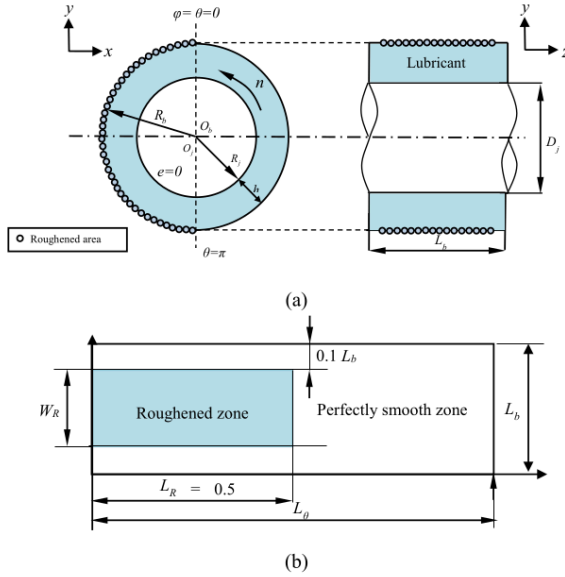 φ=θ=0
y
x
n
R_b
O_b
O_j
R_j
e=0
h
θ=π
Roughened area
y
z
Lubricant
D_j
L_b
(a)
0.1 L_b
W_R
Roughened zone
Perfectly smooth zone
L_b
L_R = 0.5
L_θ
(b)